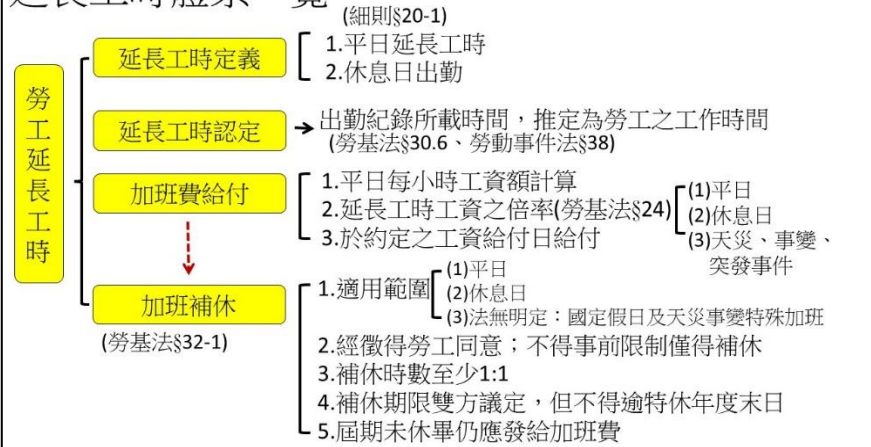 延長工時體系一覽
勞工延長工時
延長工時定義
(細則§20-1)
1.平日延長工時
2.休息日出勤
延長工時認定
出勤紀錄所載時間，推定為勞工之工作時間
(勞基法§30.6、勞動事件法§38)
加班費給付
1.平日每小時工資額計算
2.延長工時工資之倍率(勞基法§24)
(1)平日
(2)休息日
(3)天災、事變、
突發事件
3.於約定之工資給付日給付
加班補休
(勞基法§32-1)
1.適用範圍
(1)平日
(2)休息日
(3)法無明定：國定假日及天災事變特殊加班
2.經徵得勞工同意；不得事前限制僅得補休
3.補休時數至少1:1
4.補休期限雙方議定，但不得逾特休年度末日
5.屆期未休畢仍應發給加班費